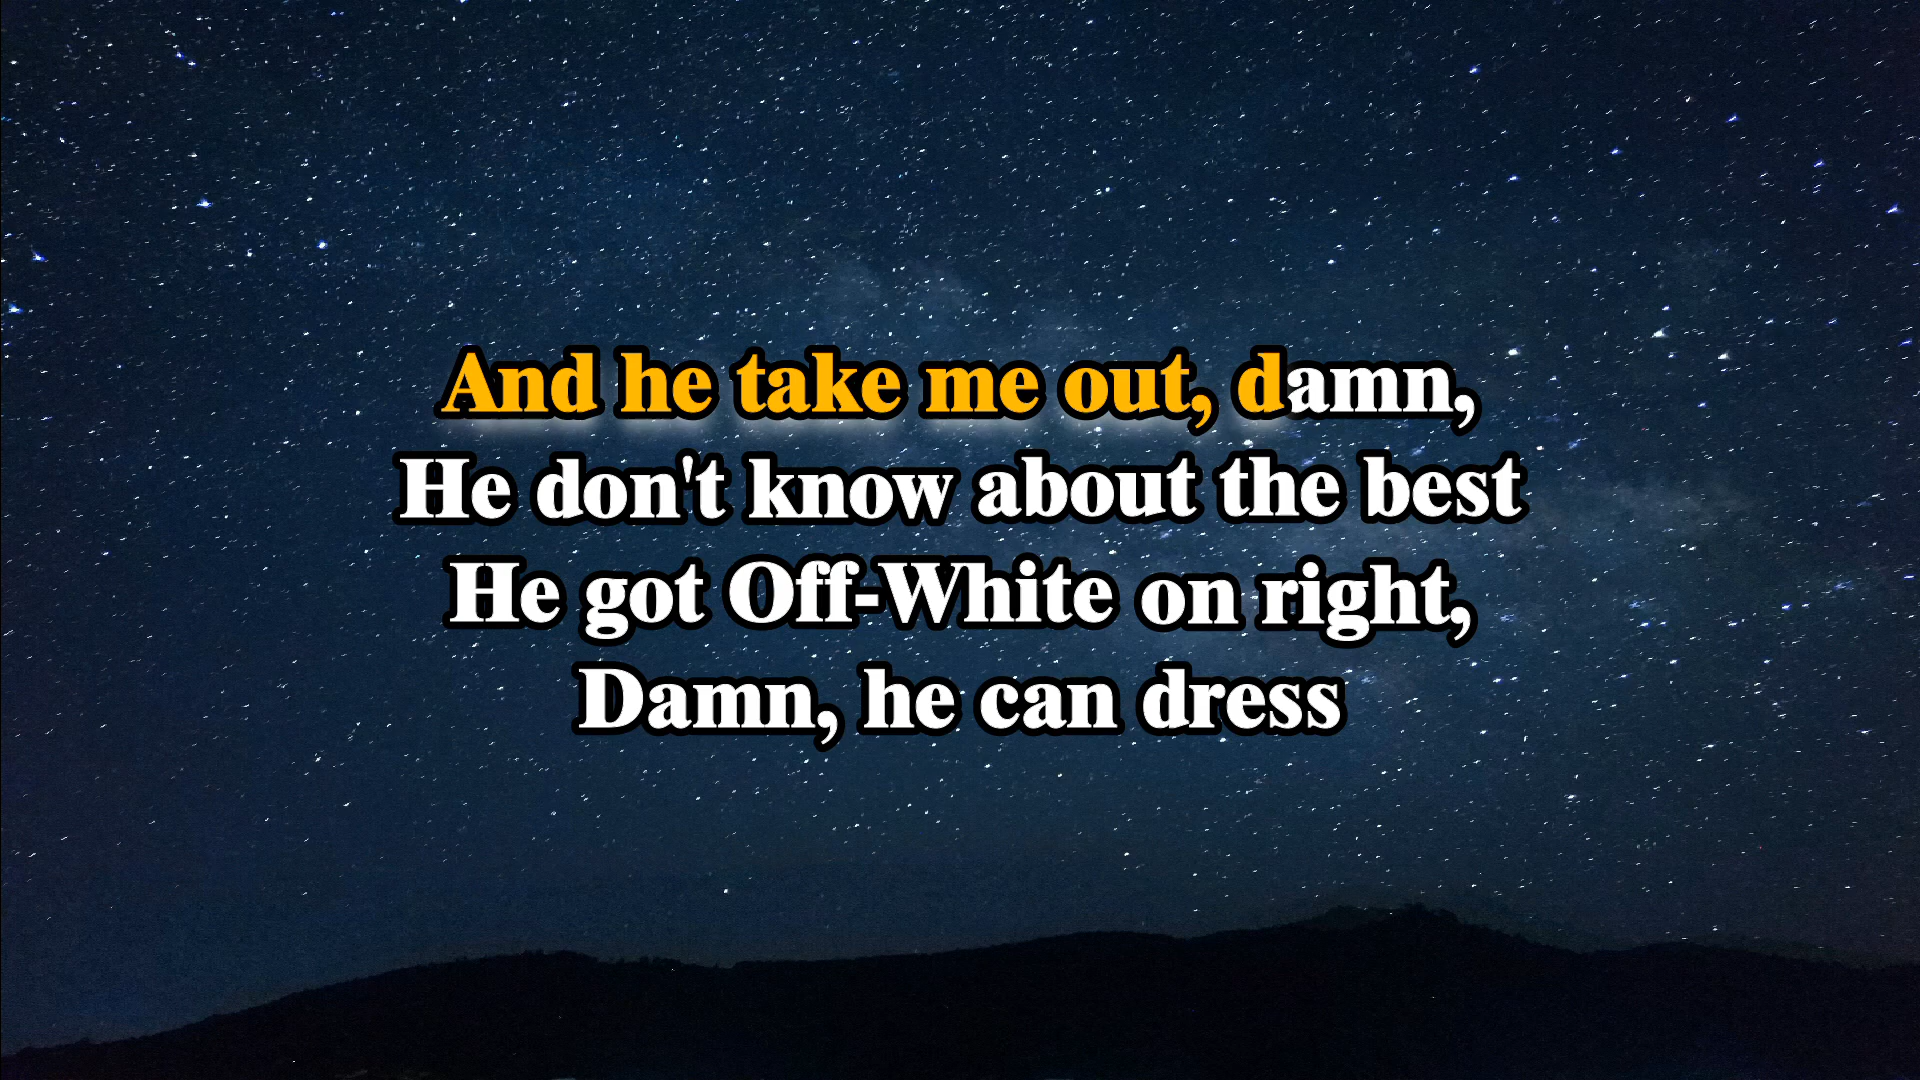 And he take me out, damn,
He don't know about the best
He got Off-White on right,
Damn, he can dress